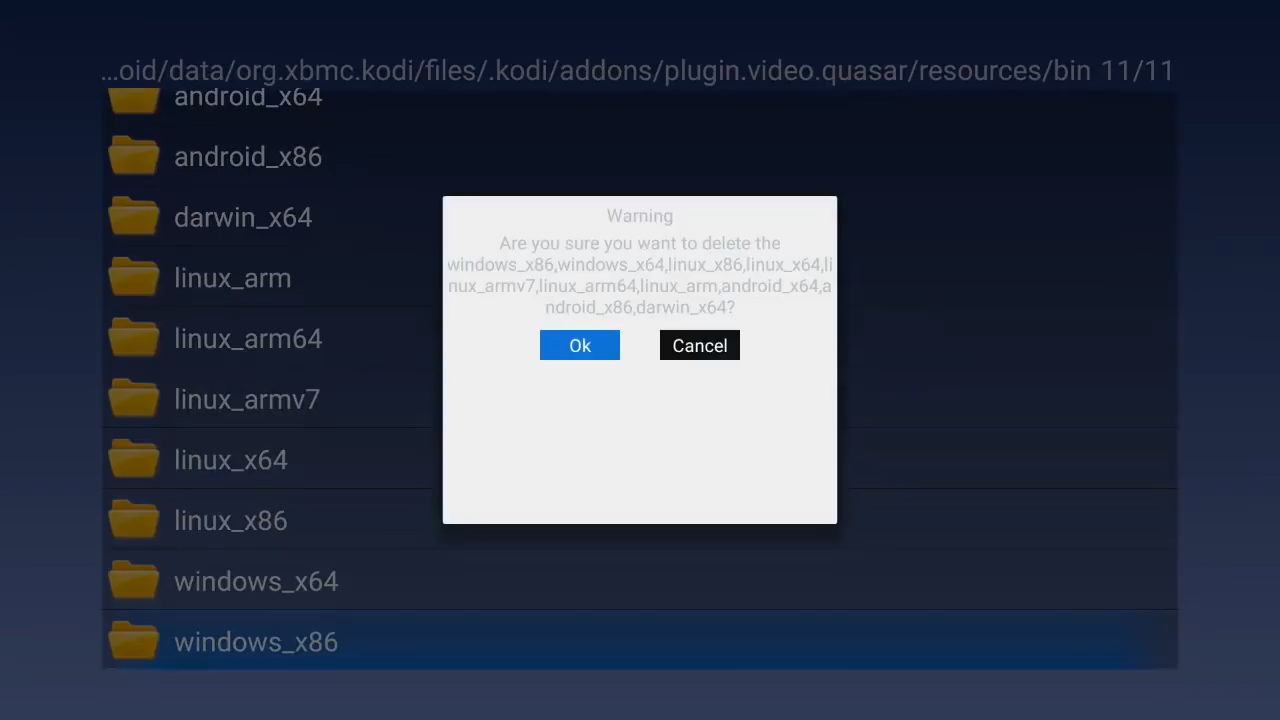 ...oid/data/org.xbmc.kodi/files/.kodi/addons/plugin.video.quasar/resources/bin 11/11
android_x64
android_x86
darwin_x64
linux_arm
linux_arm64
linux_armv7
linux_x64
linux_x86
windows_x64
windows_x86
Warning
Are you sure you want to delete the
windows_x86,windows_x64,linux_x86,linux_x64,li
nux_armv7,linux_arm64,linux_arm,android_x64,a
ndroid_x86,darwin_x64?
Ok
Cancel